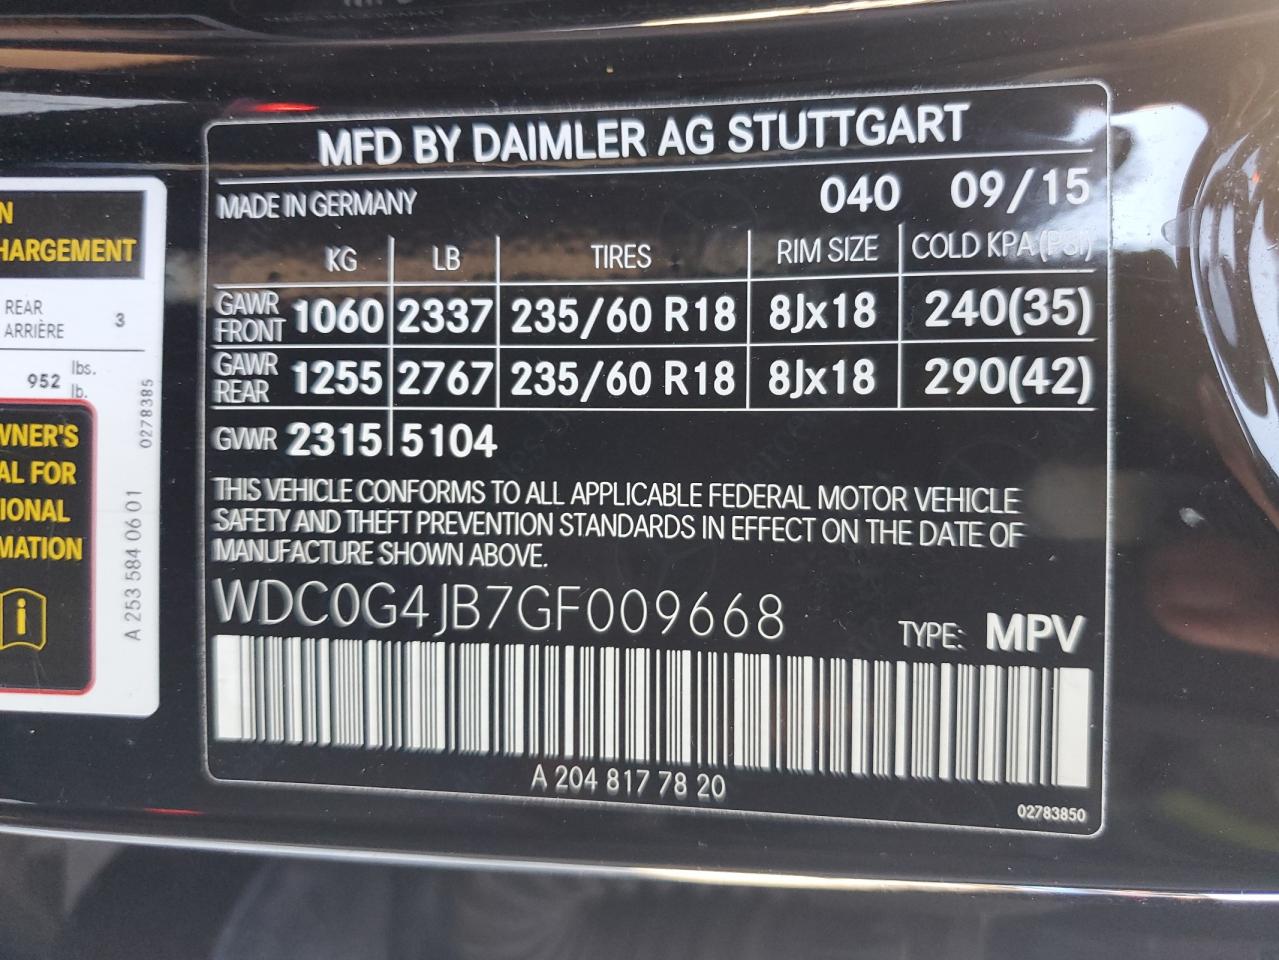 MFD BY DAIMLER AG STUTTGART
MADE IN GERMANY 040 09/15
KG LB TIRES RIM SIZE COLD KPA(PSI)
GAWR FRONT 1060 2337 235/60 R18 8Jx18 240(35)
GAWR REAR 1255 2767 235/60 R18 8Jx18 290(42)
GVWR 2315 5104
THIS VEHICLE CONFORMS TO ALL APPLICABLE FEDERAL MOTOR VEHICLE
SAFETY AND THEFT PREVENTION STANDARDS IN EFFECT ON THE DATE OF
MANUFACTURE SHOWN ABOVE.
WDC0G4JB7GF009668 TYPE: MPV
A 204 817 78 20
02783850
N
HARGEMENT
REAR
ARRIÈRE 3
952 lbs.
lb.
WNER'S
AL FOR
IONAL
MATION
i
A 253 584 06 01
0278385